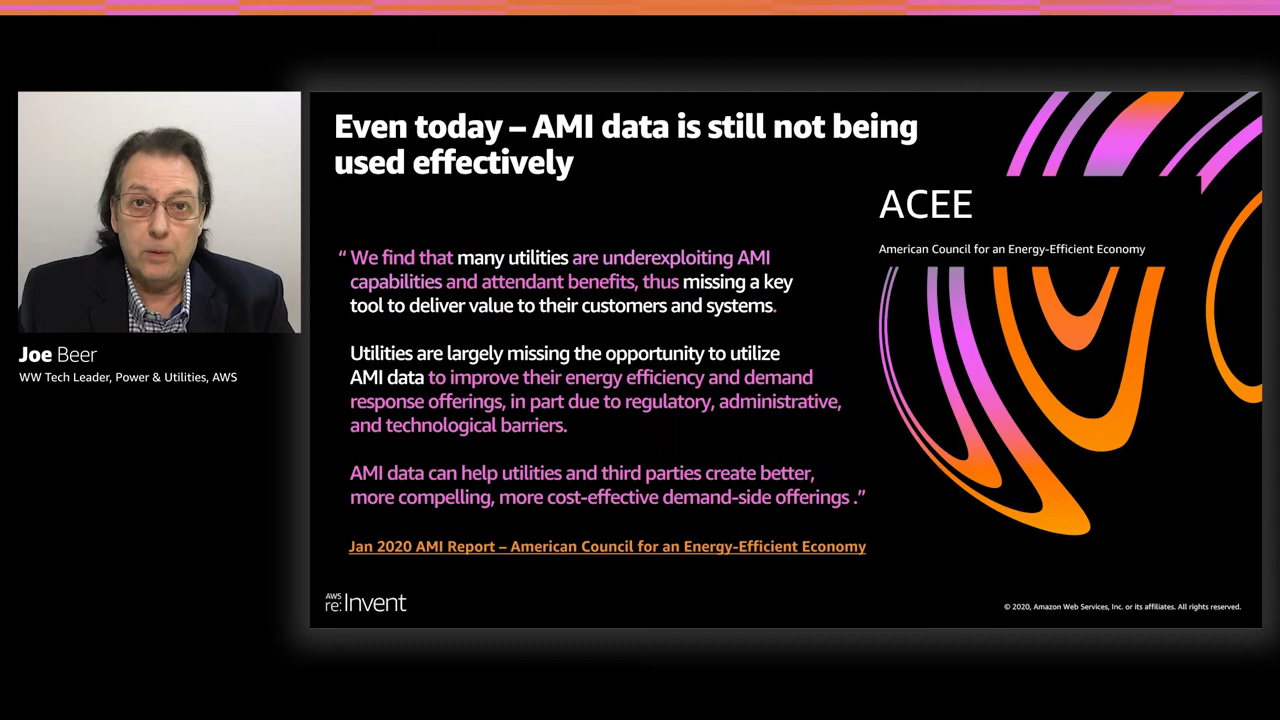 Even today – AMI data is still not being
used effectively
ACEE
American Council for an Energy-Efficient Economy
“ We find that many utilities are underexploiting AMI
capabilities and attendant benefits, thus missing a key
tool to deliver value to their customers and systems.
Utilities are largely missing the opportunity to utilize
AMI data to improve their energy efficiency and demand
response offerings, in part due to regulatory, administrative,
and technological barriers.
AMI data can help utilities and third parties create better,
more compelling, more cost-effective demand-side offerings .”
Jan 2020 AMI Report – American Council for an Energy-Efficient Economy
Joe Beer
WW Tech Leader, Power & Utilities, AWS
AWS
re:Invent
© 2020, Amazon Web Services, Inc. or its affiliates. All rights reserved.